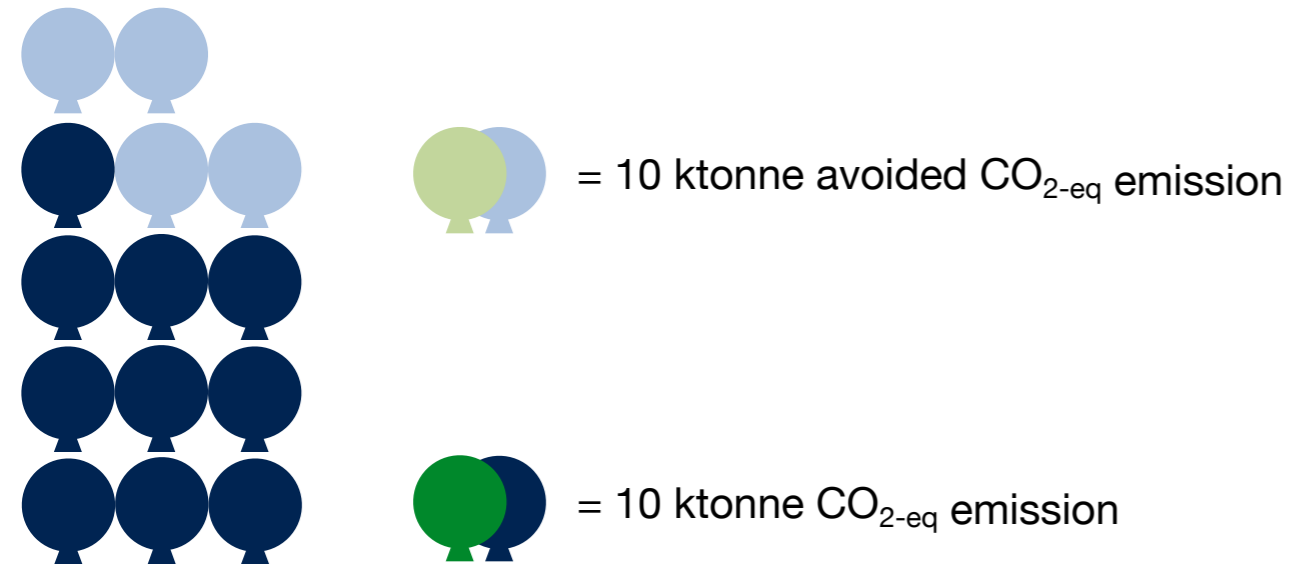 = 10 ktonne avoided CO2-eq emission
= 10 ktonne CO2-eq emission